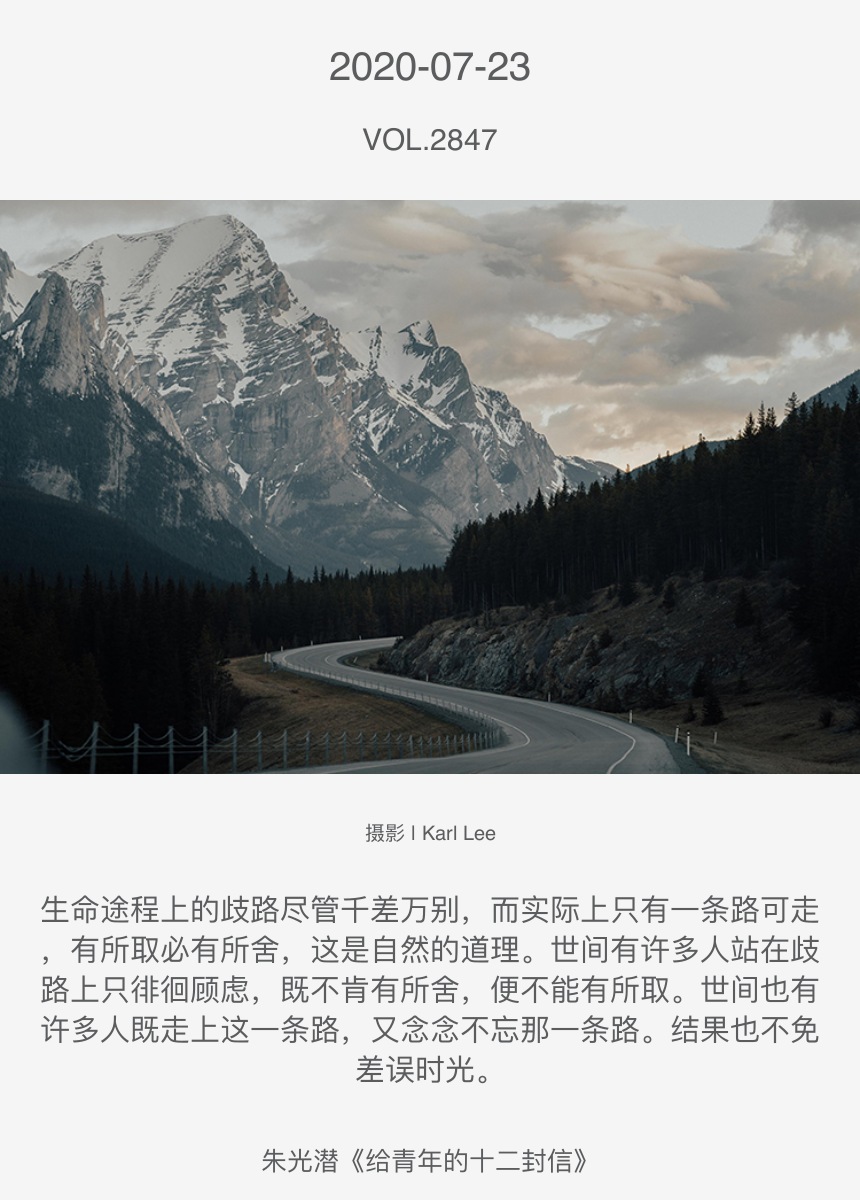 2020-07-23
VOL.2847
摄影 l Karl Lee
生命途程上的歧路尽管千差万别，而实际上只有一条路可走
，有所取必有所舍，这是自然的道理。世间有许多人站在歧
路上只徘徊顾虑，既不肯有所舍，便不能有所取。世间也有
许多人既走上这一条路，又念念不忘那一条路。结果也不免
差误时光。
朱光潜《给青年的十二封信》